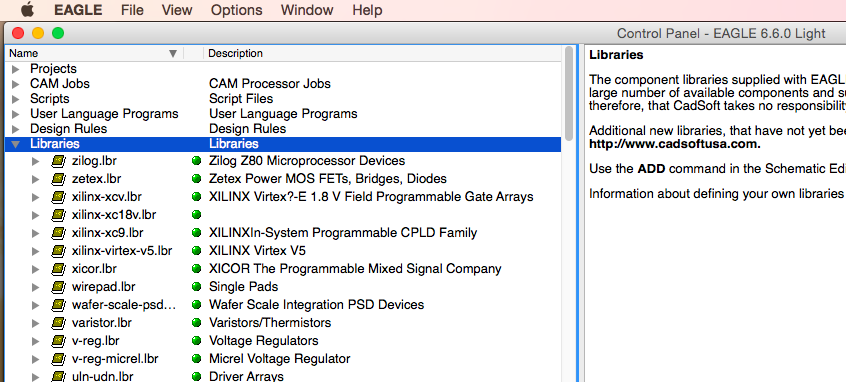 EAGLE File View Options Window Help
Control Panel - EAGLE 6.6.0 Light
Name Description
Projects
CAM Jobs CAM Processor Jobs
Scripts Script Files
User Language Programs User Language Programs
Design Rules Design Rules
Libraries Libraries
zilog.lbr Zilog Z80 Microprocessor Devices
zetex.lbr Zetex Power MOS FETs, Bridges, Diodes
xilinx-xcv.lbr XILINX Virtex?-E 1.8 V Field Programmable Gate Arrays
xilinx-xc18v.lbr
xilinx-xc9.lbr XILINXIn-System Programmable CPLD Family
xilinx-virtex-v5.lbr XILINX Virtex V5
xicor.lbr XICOR The Programmable Mixed Signal Company
wirepad.lbr Single Pads
wafer-scale-psd... Wafer Scale Integration PSD Devices
varistor.lbr Varistors/Thermistors
v-reg.lbr Voltage Regulators
v-reg-micrel.lbr Micrel Voltage Regulator
uln-udn.lbr Driver Arrays
Libraries
The component libraries supplied with EAGL
large number of available components and su
therefore, that CadSoft takes no responsibility
Additional new libraries, that have not yet bee
http://www.cadsoftusa.com.
Use the ADD command in the Schematic Edi
Information about defining your own libraries